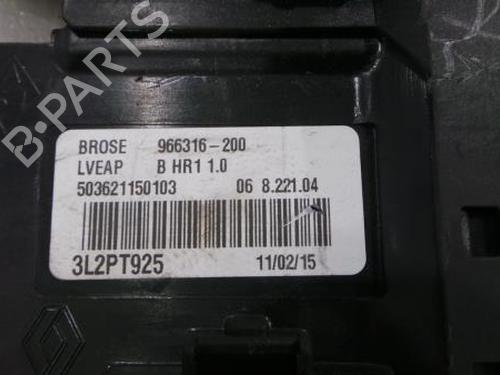 B-PARTS
BROSE 966316-200
LVEAP B HR1 1.0
503621150103 06 8.221.04
3L2PT925 11/02/15